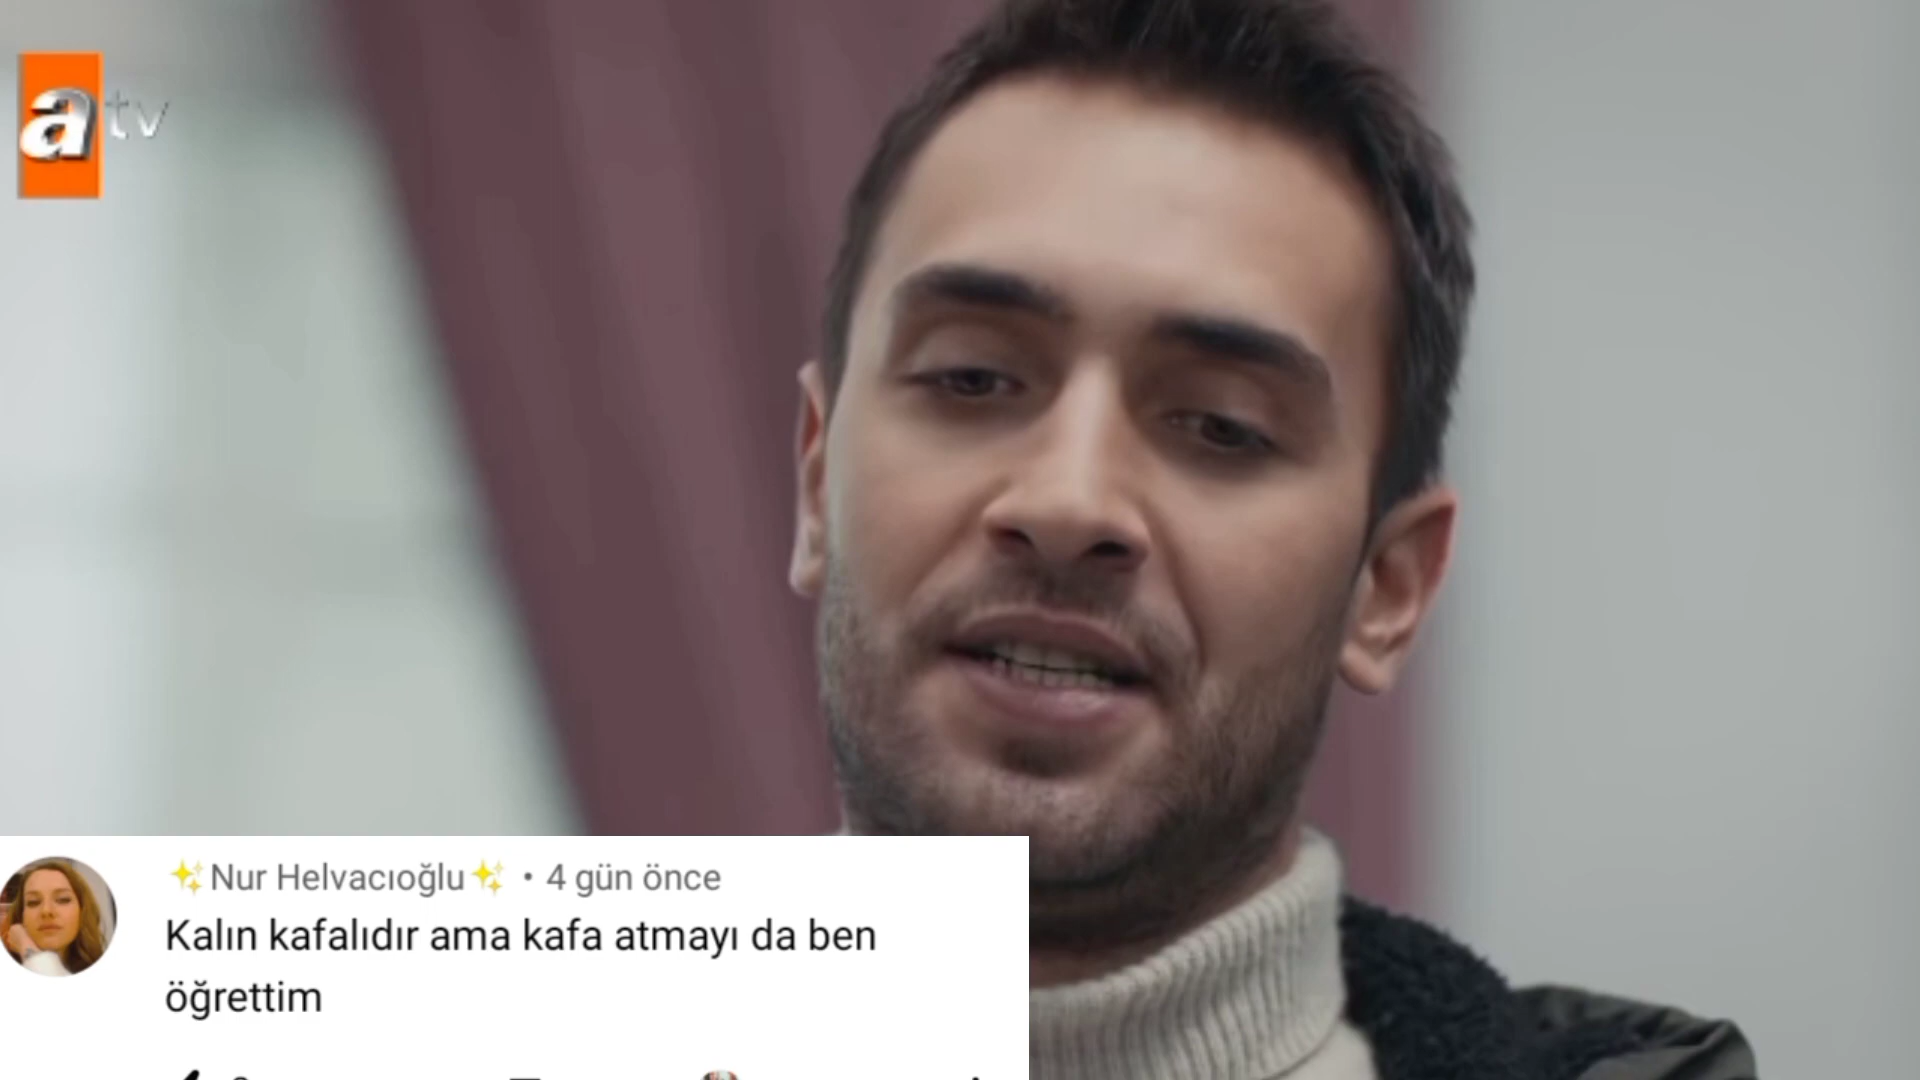 atv
✨Nur Helvacıoğlu✨ • 4 gün önce
Kalın kafalıdır ama kafa atmayı da ben
öğrettim